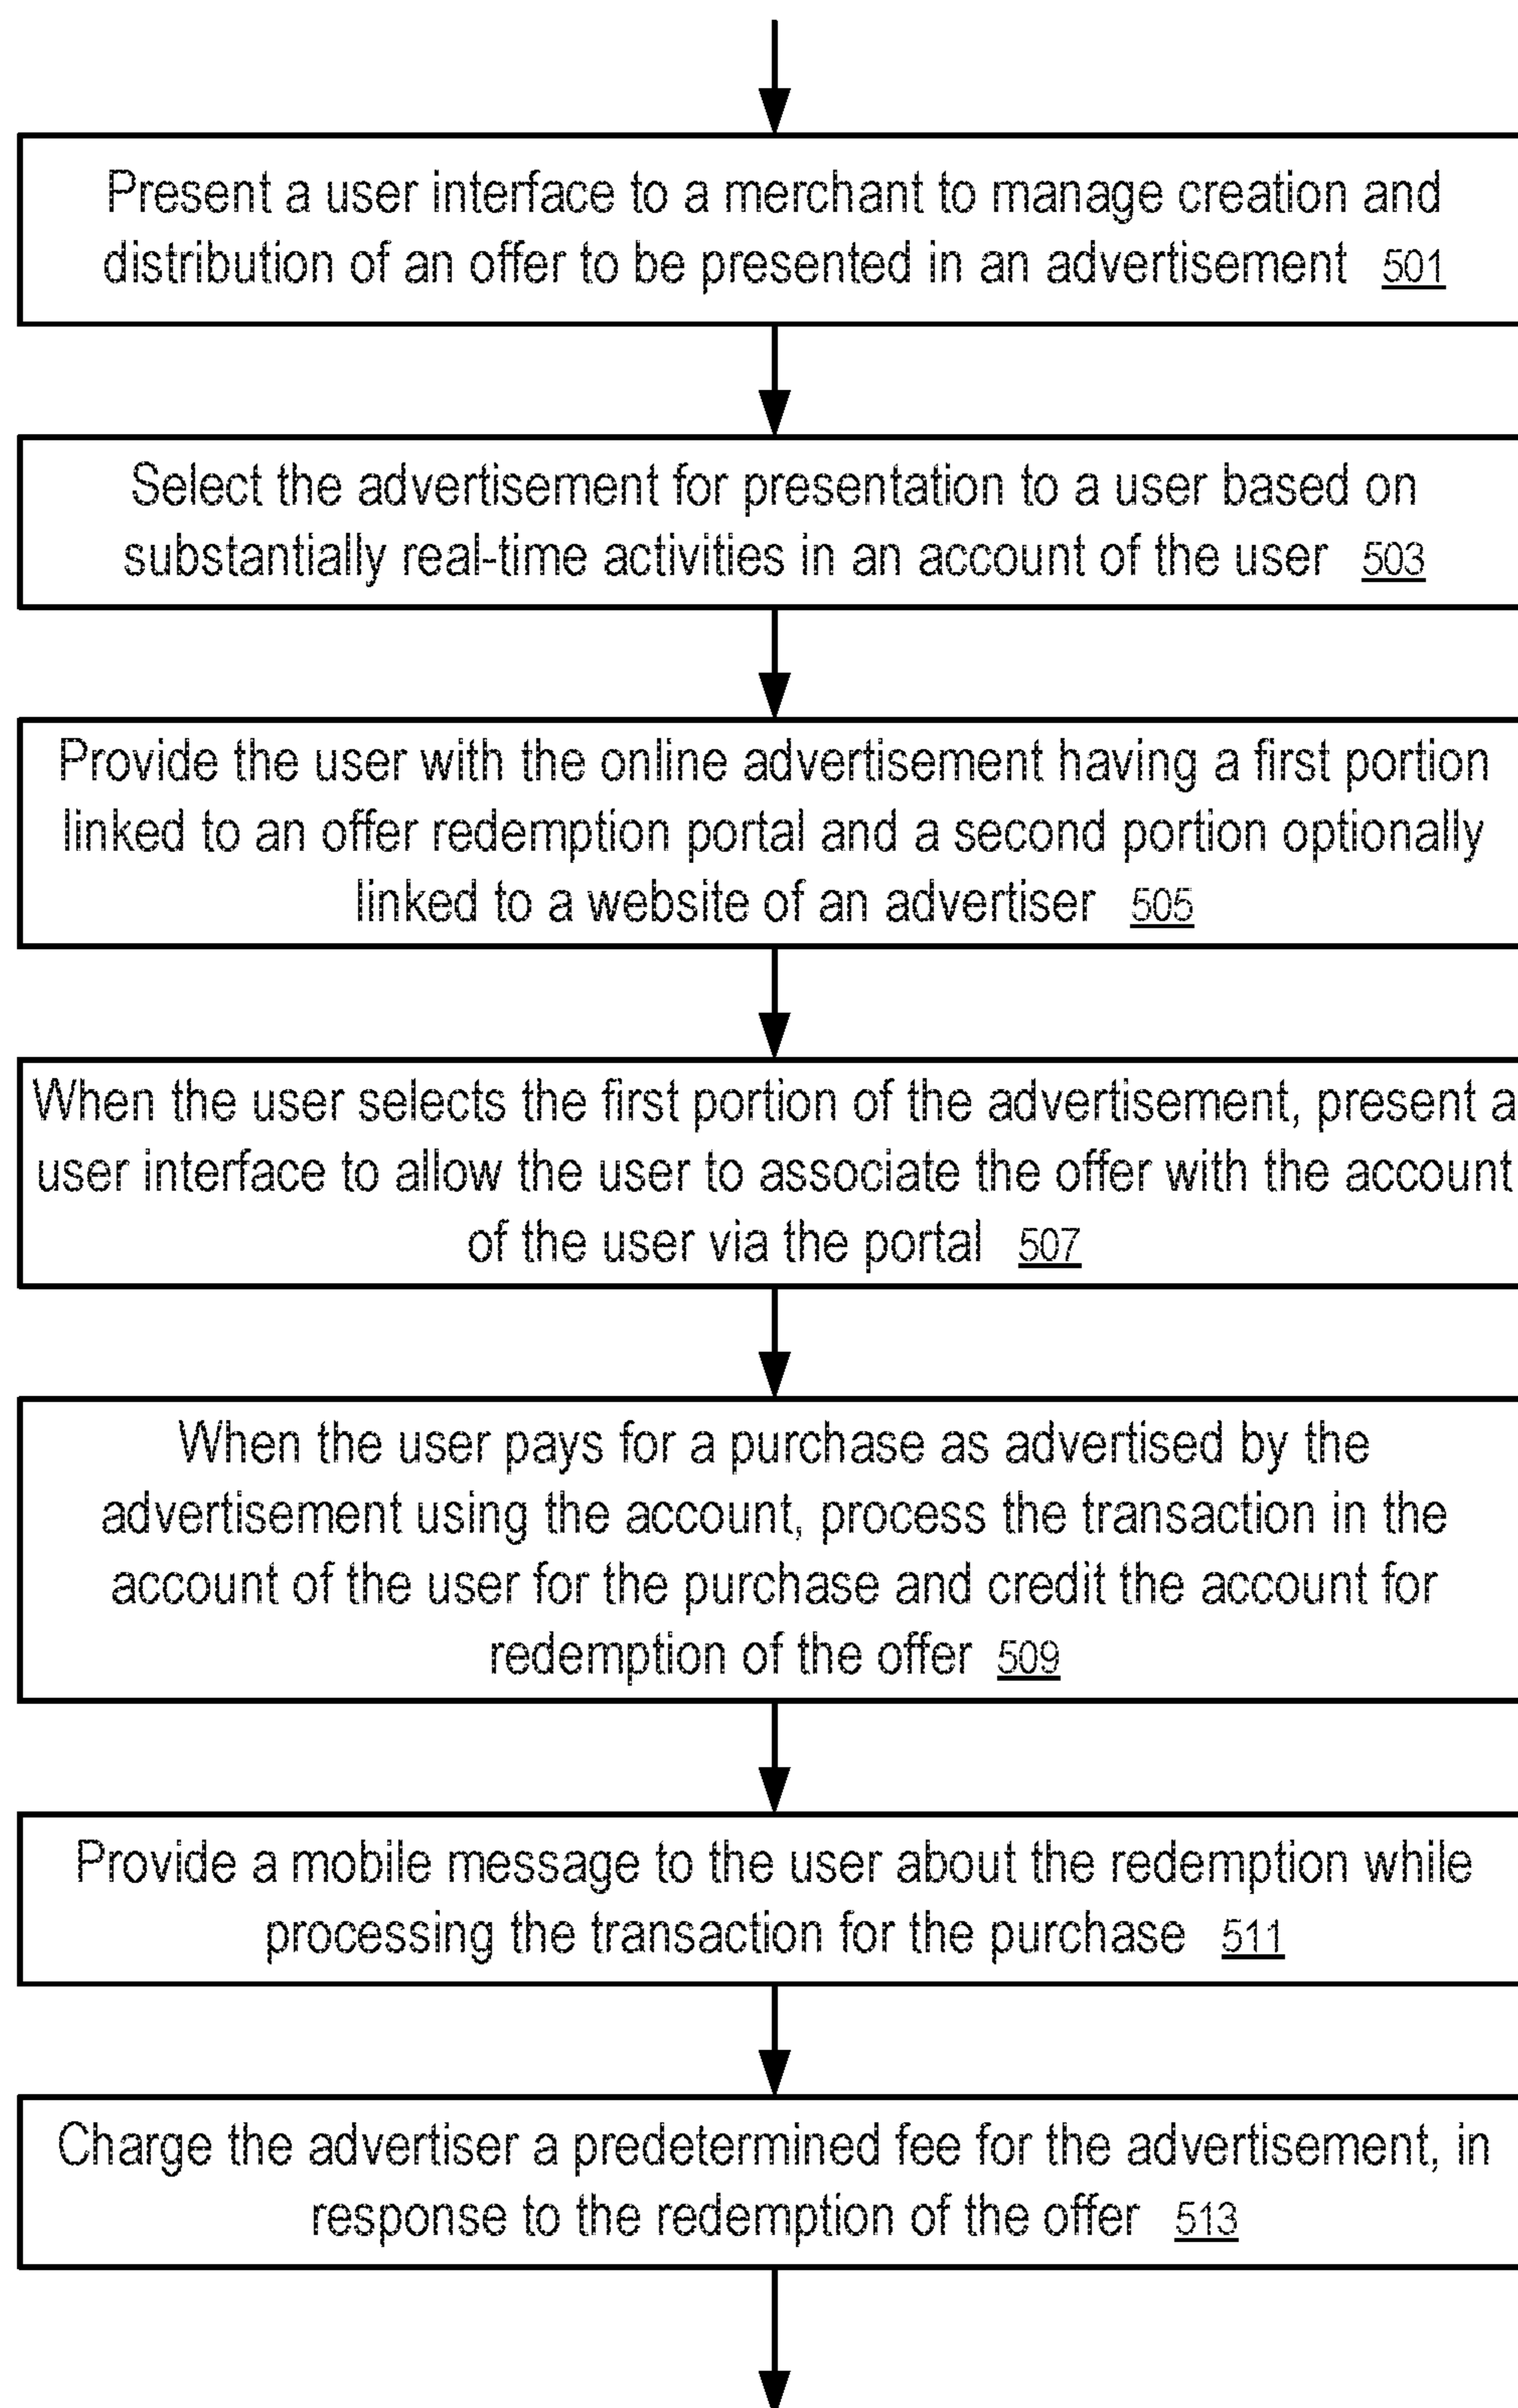 Present a user interface to a merchant to manage creation and
distribution of an offer to be presented in an advertisement 501
Select the advertisement for presentation to a user based on
substantially real-time activities in an account of the user 503
Provide the user with the online advertisement having a first portion
linked to an offer redemption portal and a second portion optionally
linked to a website of an advertiser 505
When the user selects the first portion of the advertisement, present a
user interface to allow the user to associate the offer with the account
of the user via the portal 507
When the user pays for a purchase as advertised by the
advertisement using the account, process the transaction in the
account of the user for the purchase and credit the account for
redemption of the offer 509
Provide a mobile message to the user about the redemption while
processing the transaction for the purchase 511
Charge the advertiser a predetermined fee for the advertisement, in
response to the redemption of the offer 513